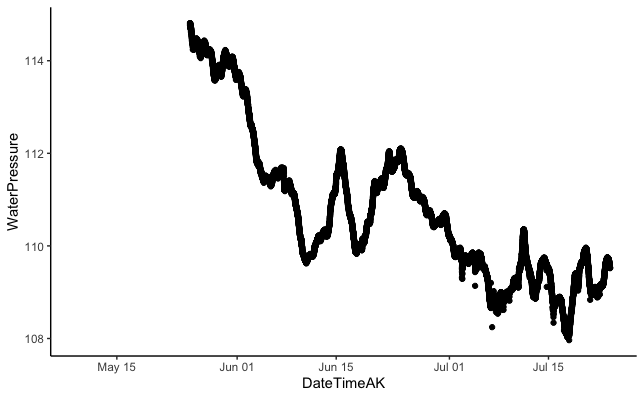 WaterPressure
114
112
110
108
May 15
Jun 01
Jun 15
Jul 01
Jul 15
DateTimeAK